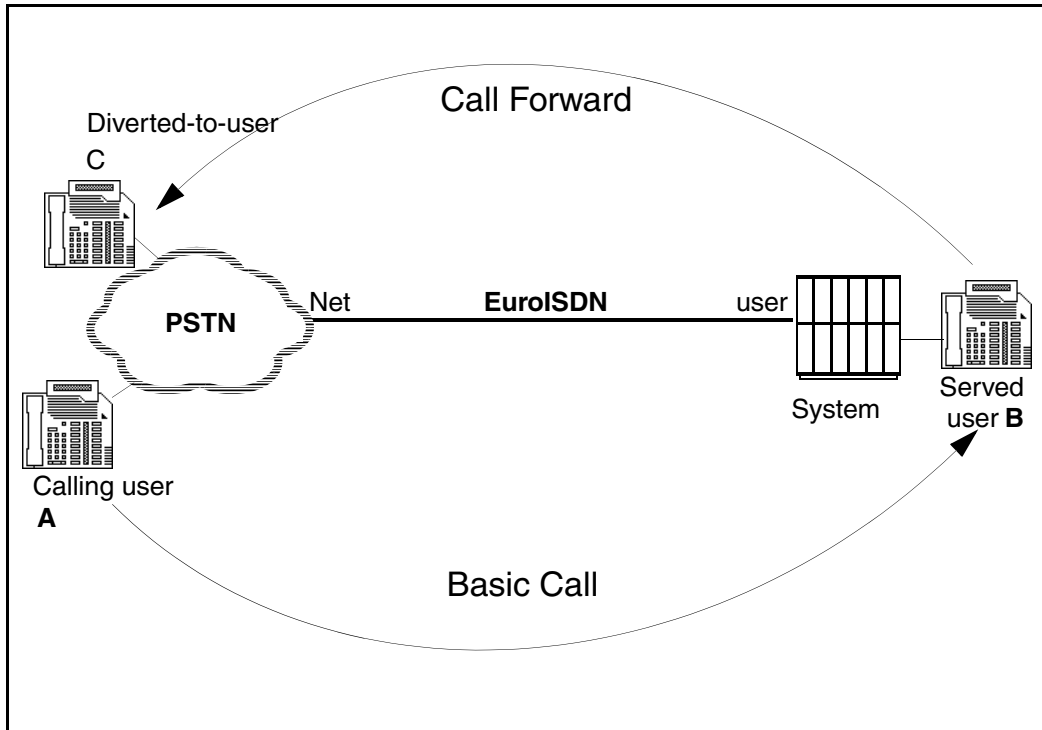 Call Forward
Diverted-to-user
C
Net
EuroISDN
user
PSTN
System
Served
user B
Calling user
A
Basic Call